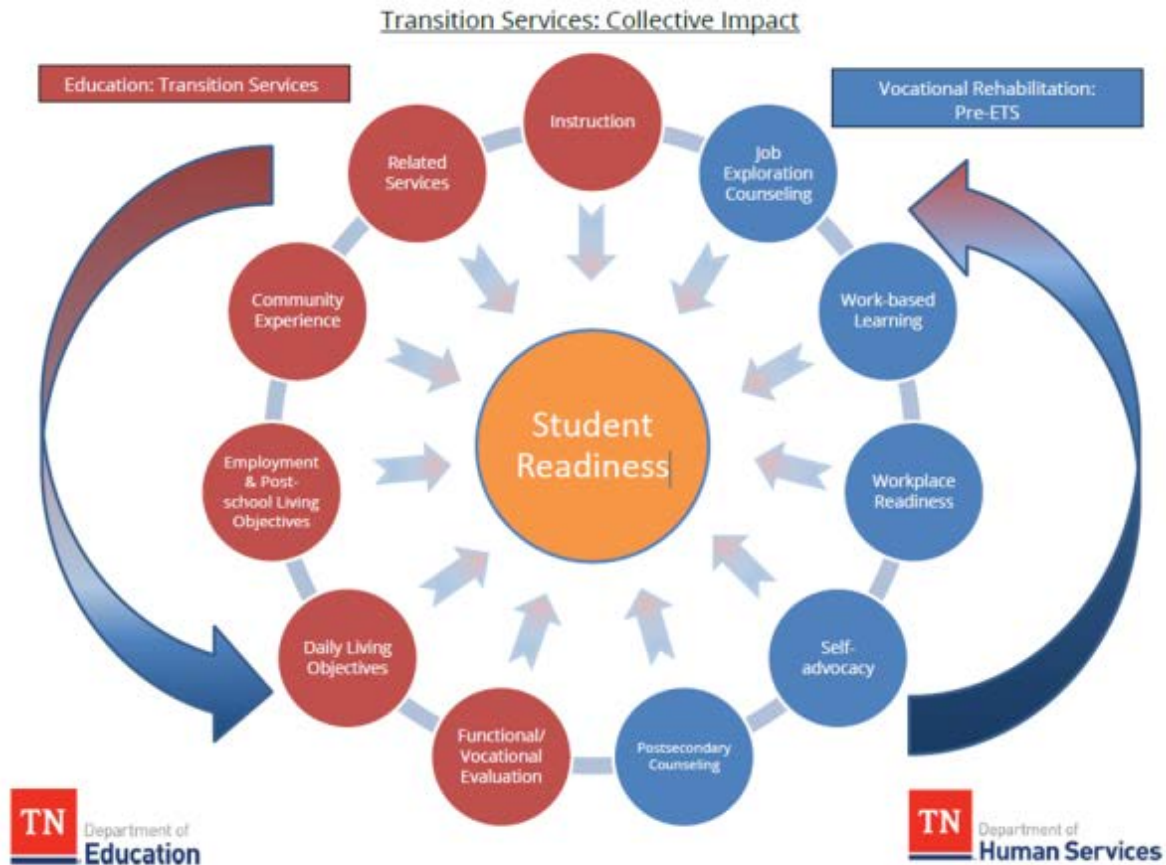 Transition Services: Collective Impact
Education: Transition Services
Vocational Rehabilitation:
Pre-ETS
Instruction
Job
Exploration
Counseling
Work-based
Learning
Workplace
Readiness
Self-
advocacy
Postsecondary
Counseling
Functional/
Vocational
Evaluation
Daily Living
Objectives
Employment
& Post-
school Living
Objectives
Community
Experience
Related
Services
Student
Readiness
TN
Department of
Education
TN
Department of
Human Services